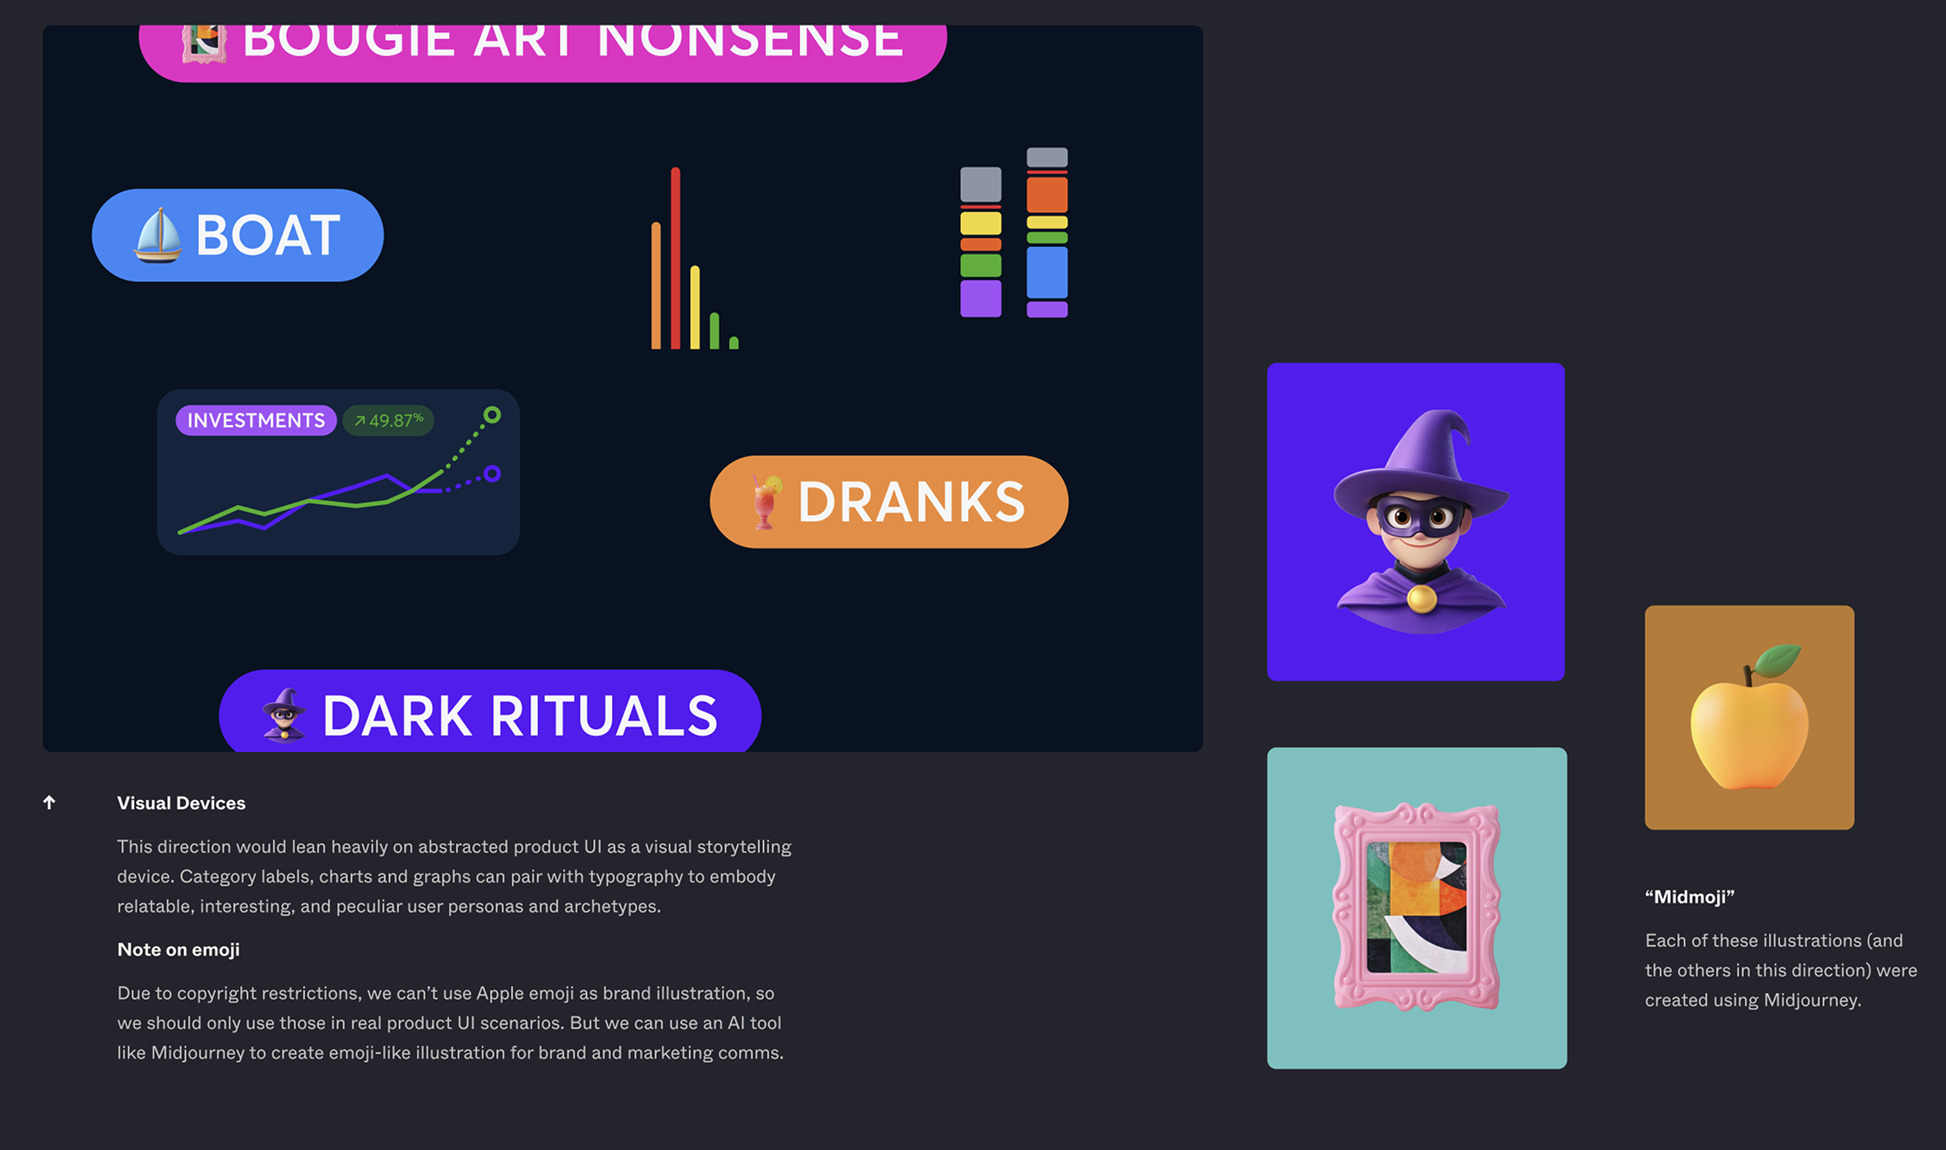 BOUGIE ART NONSENSE
BOAT
INVESTMENTS
↗ 49.87%
DRANKS
DARK RITUALS
↑
Visual Devices
This direction would lean heavily on abstracted product UI as a visual storytelling
device. Category labels, charts and graphs can pair with typography to embody
relatable, interesting, and peculiar user personas and archetypes.
Note on emoji
Due to copyright restrictions, we can’t use Apple emoji as brand illustration, so
we should only use those in real product UI scenarios. But we can use an AI tool
like Midjourney to create emoji-like illustration for brand and marketing comms.
“Midmoji”
Each of these illustrations (and
the others in this direction) were
created using Midjourney.